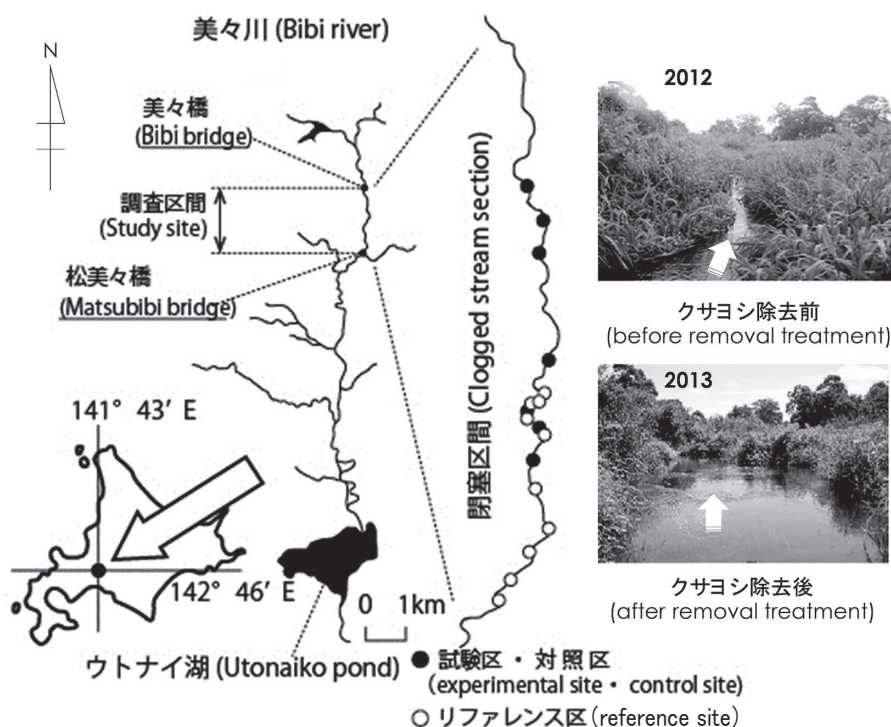 美々川 (Bibi river)
N
美々橋
(Bibi bridge)
調査区間
(Study site)
松美々橋
(Matsubibi bridge)
141° 43′ E
142° 46′ E
0 1km
ウトナイ湖 (Utonaiko pond)
閉塞区間 (Clogged stream section)
試験区・対照区
(experimental site・control site)
リファレンス区(reference site)
2012
クサヨシ除去前
(before removal treatment)
2013
クサヨシ除去後
(after removal treatment)